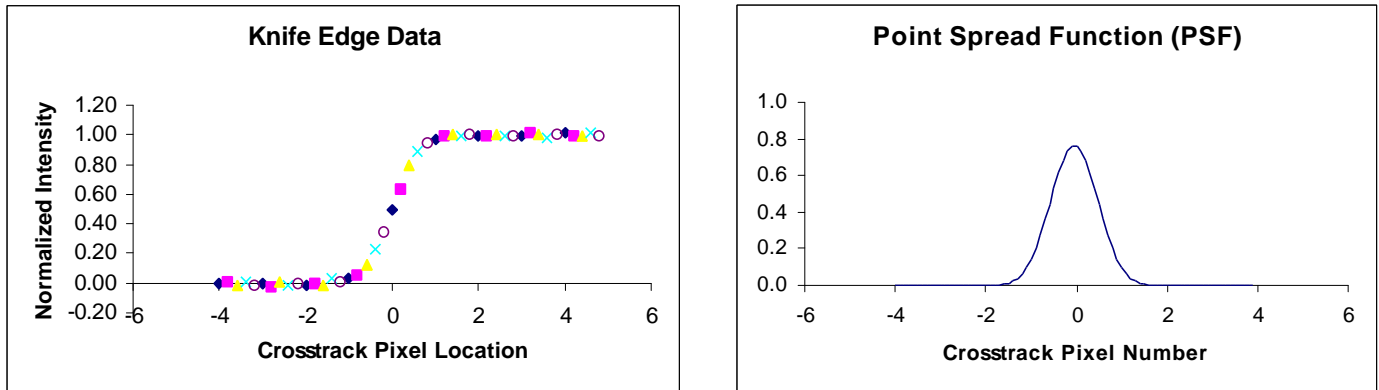 Knife Edge Data
Normalized Intensity
1.20
1.00
0.80
0.60
0.40
0.20
0.00
-0.20
-6 -4 -2 0 2 4 6
Crosstrack Pixel Location
Point Spread Function (PSF)
1.0
0.8
0.6
0.4
0.2
0.0
-6 -4 -2 0 2 4 6
Crosstrack Pixel Number